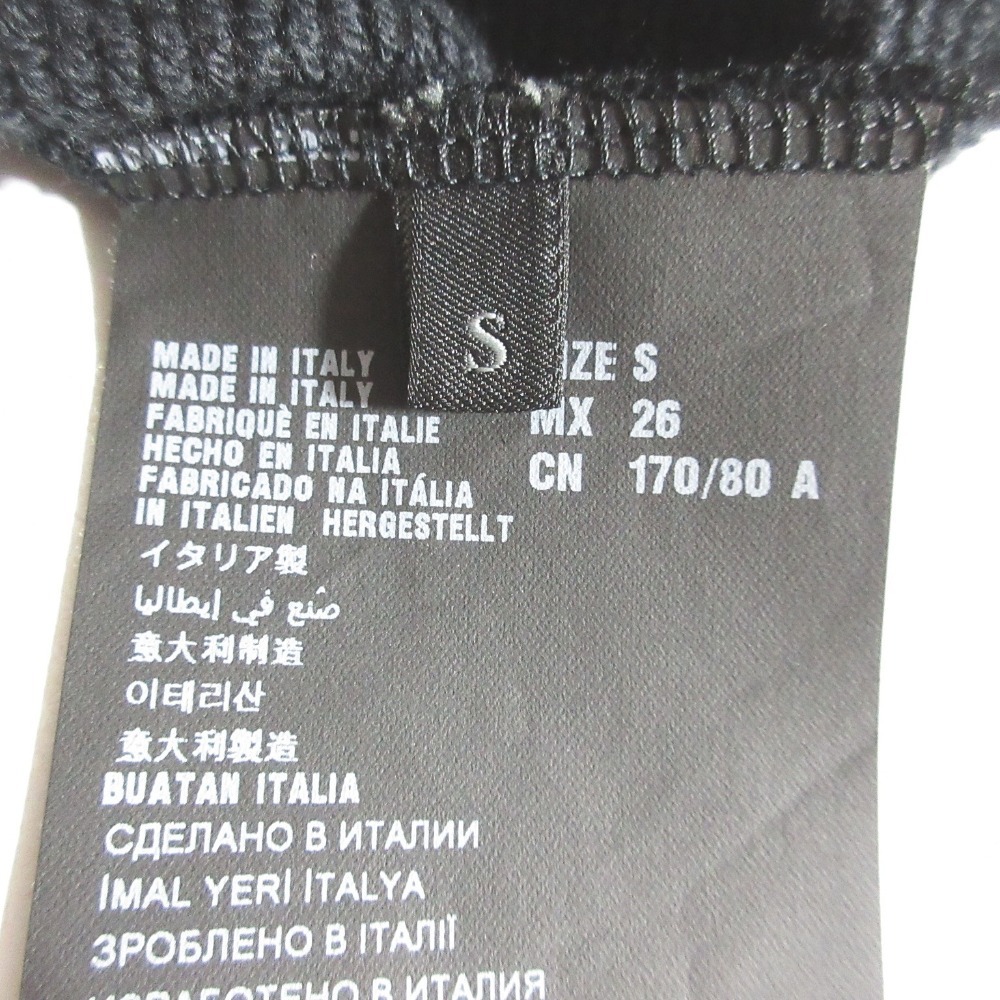 S
MADE IN ITALY
MADE IN ITALY
FABRIQUÈ EN ITALIE
HECHO EN ITALIA
FABRICADO NA ITÁLIA
IN ITALIEN HERGESTELLT
イタリア製
صنع في إيطاليا
意大利制造
이태리산
意大利製造
BUATAN ITALIA
СДЕЛАНО В ИТАЛИИ
İMAL YERİ İTALYA
ЗРОБЛЕНО В ІТАЛІЇ
В ИТАЛИЯ
S
MX 26
CN 170/80 A